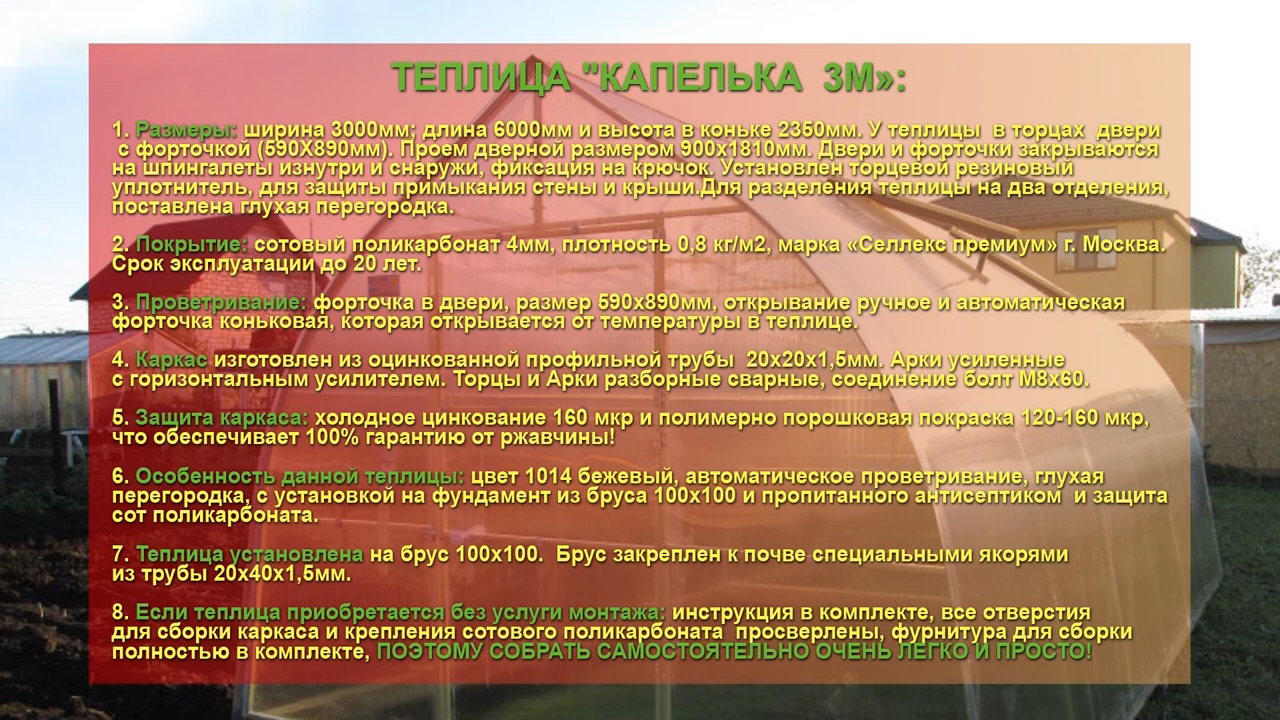 ТЕПЛИЦА "КАПЕЛЬКА 3М»:
1. Размеры: ширина 3000мм; длина 6000мм и высота в коньке 2350мм. У теплицы в торцах двери
с форточкой (590Х890мм). Проем дверной размером 900х1810мм. Двери и форточки закрываются
на шпингалеты изнутри и снаружи, фиксация на крючок. Установлен торцевой резиновый
уплотнитель, для защиты примыкания стены и крыши.Для разделения теплицы на два отделения,
поставлена глухая перегородка.
2. Покрытие: сотовый поликарбонат 4мм, плотность 0,8 кг/м2, марка «Селлекс премиум» г. Москва.
Срок эксплуатации до 20 лет.
3. Проветривание: форточка в двери, размер 590х890мм, открывание ручное и автоматическая
форточка коньковая, которая открывается от температуры в теплице.
4. Каркас изготовлен из оцинкованной профильной трубы 20х20х1,5мм. Арки усиленные
с горизонтальным усилителем. Торцы и Арки разборные сварные, соединение болт М8х60.
5. Защита каркаса: холодное цинкование 160 мкр и полимерно порошковая покраска 120-160 мкр,
что обеспечивает 100% гарантию от ржавчины!
6. Особенность данной теплицы: цвет 1014 бежевый, автоматическое проветривание, глухая
перегородка, с установкой на фундамент из бруса 100х100 и пропитанного антисептиком и защита
сот поликарбоната.
7. Теплица установлена на брус 100х100. Брус закреплен к почве специальными якорями
из трубы 20х40х1,5мм.
8. Если теплица приобретается без услуги монтажа: инструкция в комплекте, все отверстия
для сборки каркаса и крепления сотового поликарбоната просверлены, фурнитура для сборки
полностью в комплекте, ПОЭТОМУ СОБРАТЬ САМОСТОЯТЕЛЬНО ОЧЕНЬ ЛЕГКО И ПРОСТО!